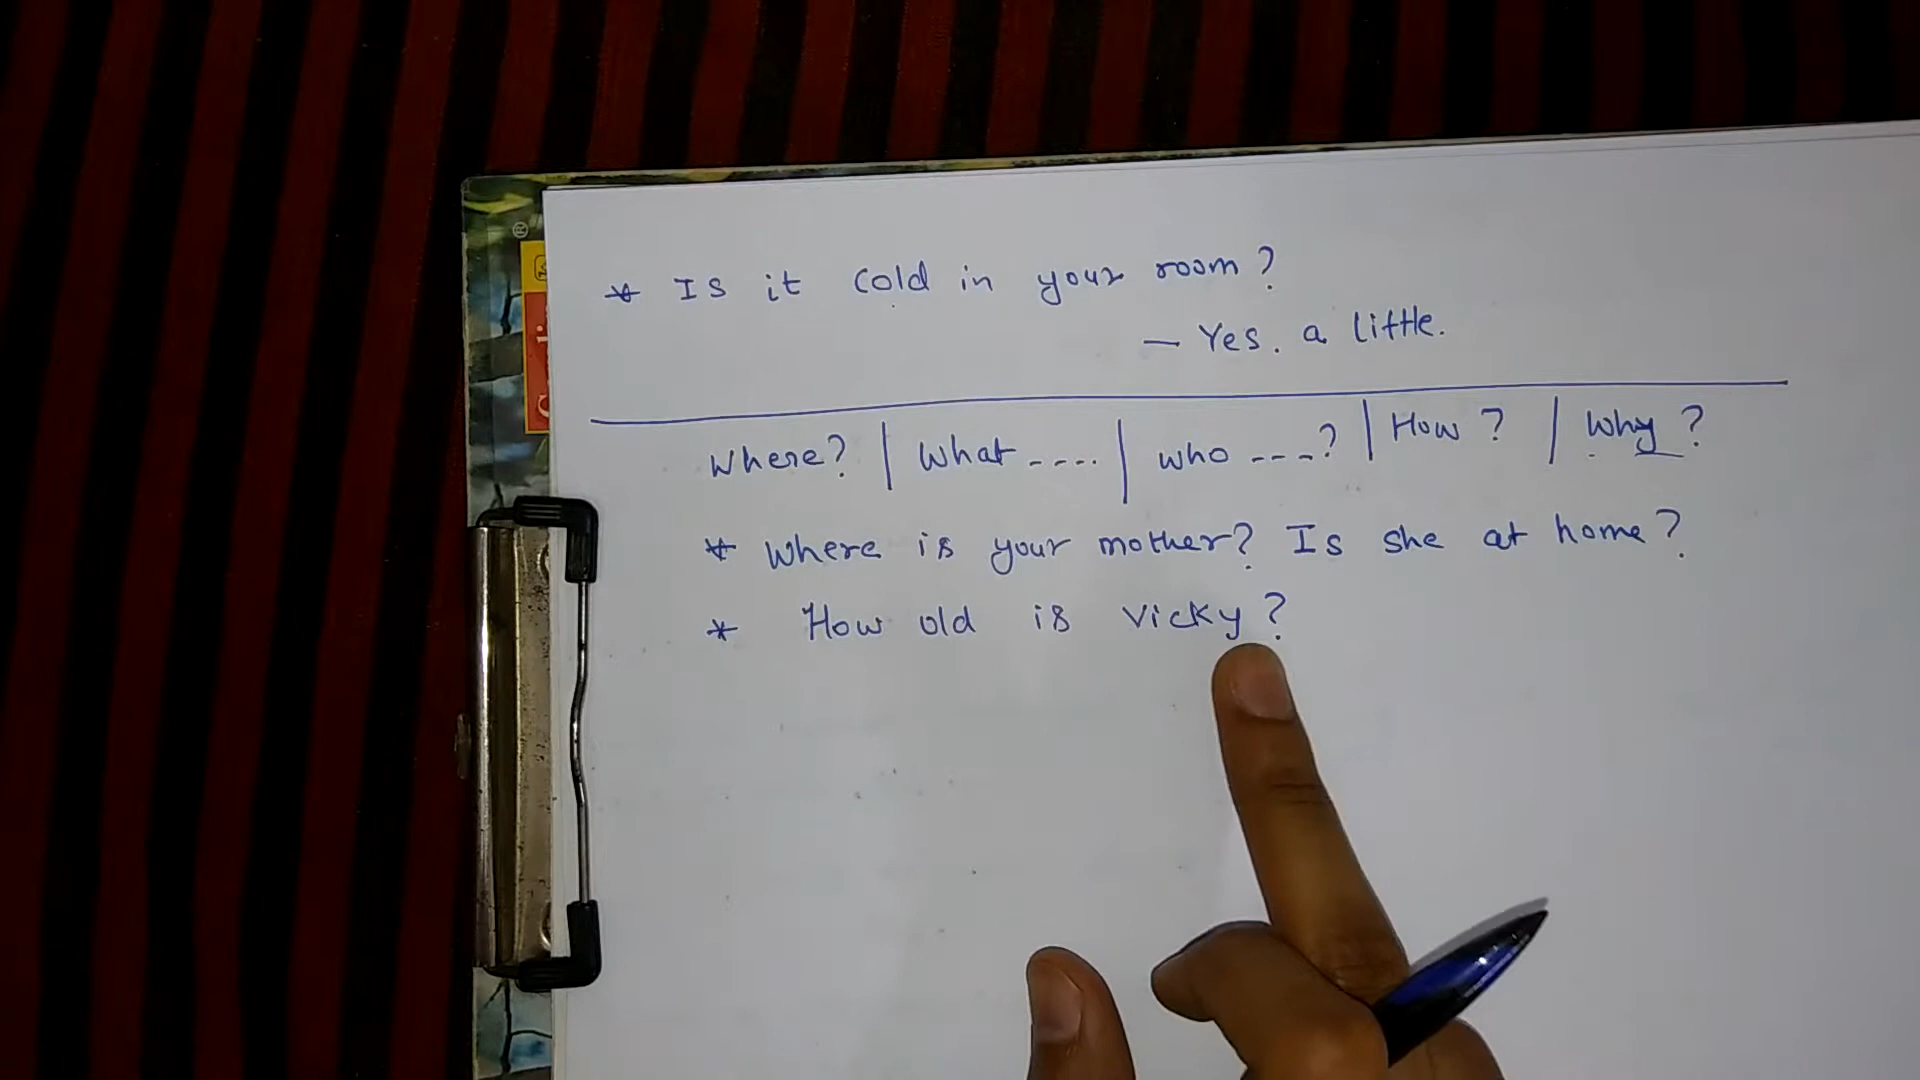 * Is it cold in your room?
— Yes. a little.
Where? | What ---- | who ---? | How ? | Why ?
* Where is your mother? Is she at home?
* How old is Vicky?